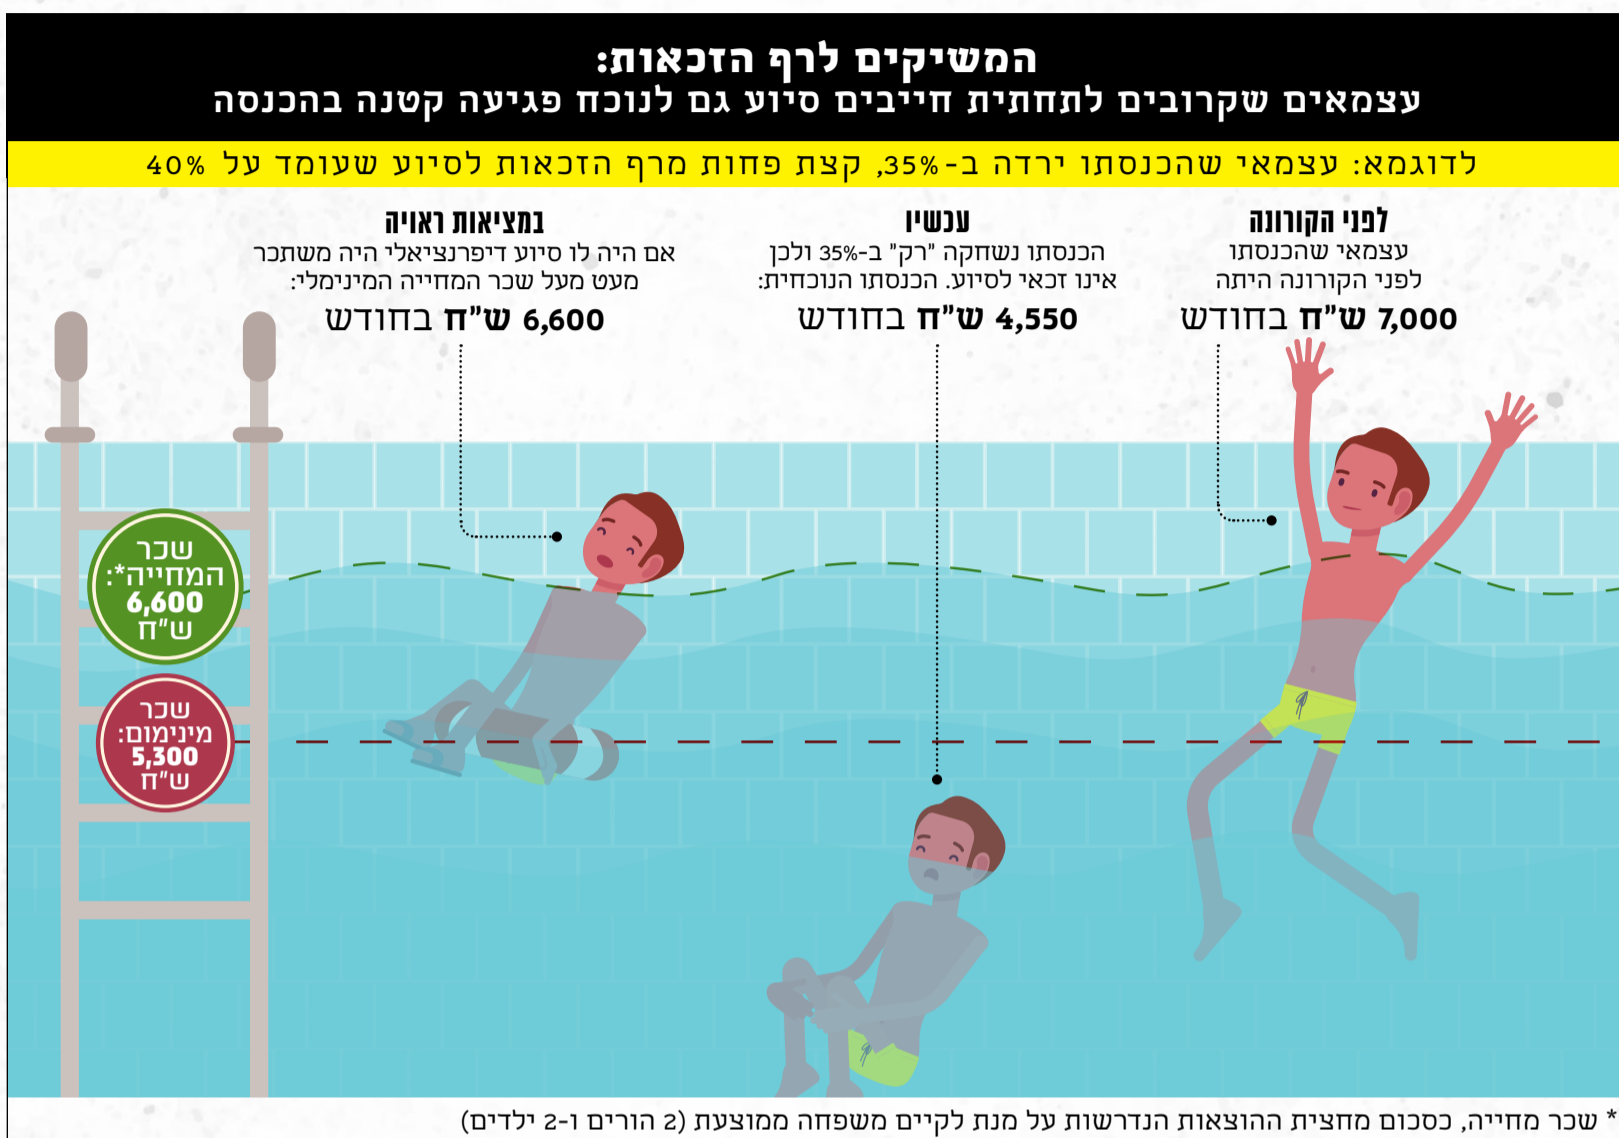 המשיקים לרף הזכאות:
עצמאים שקרובים לתחתית חייבים סיוע גם לנוכח פגיעה קטנה בהכנסה
לדוגמא: עצמאי שהכנסתו ירדה ב-35%, קצת פחות מרף הזכאות לסיוע שעומד על 40%
לפני הקורונה
עצמאי שהכנסתו
לפני הקורונה היתה
7,000 ש"ח בחודש
עכשיו
הכנסתו נשחקה "רק" ב-35% ולכן
אינו זכאי לסיוע. הכנסתו הנוכחית:
4,550 ש"ח בחודש
במציאות ראויה
אם היה לו סיוע דיפרנציאלי היה משתכר
מעט מעל שכר המחייה המינימלי:
6,600 ש"ח בחודש
שכר
המחייה*:
6,600
ש"ח
שכר
מינימום:
5,300
ש"ח
* שכר מחייה, כסכום מחצית ההוצאות הנדרשות על מנת לקיים משפחה ממוצעת (2 הורים ו-2 ילדים)